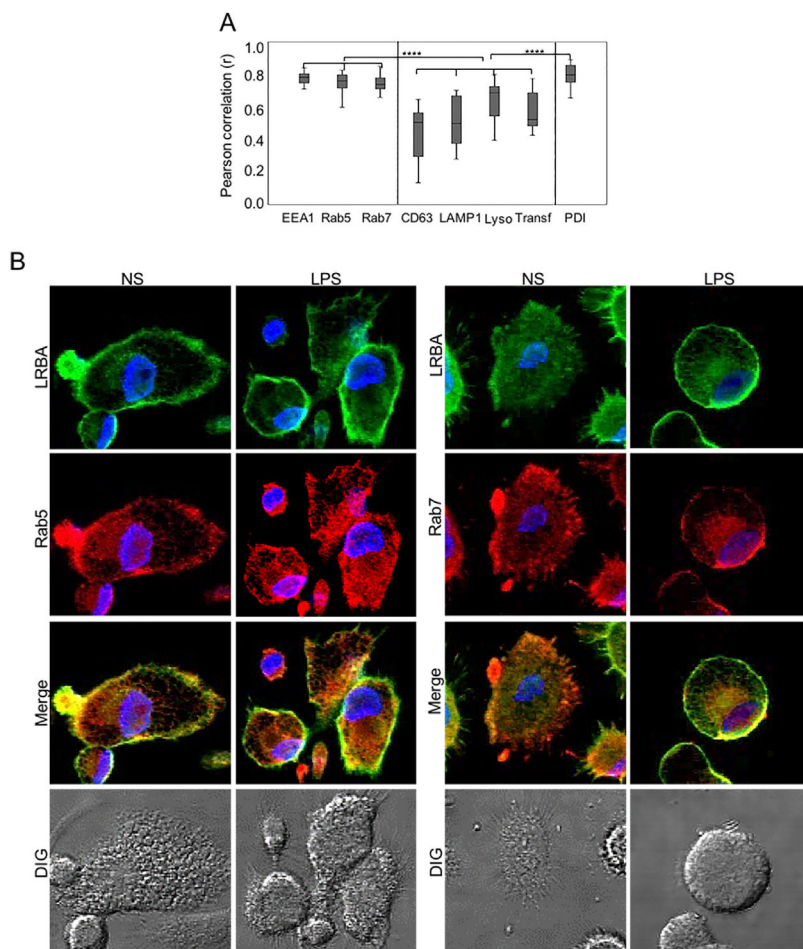 A
Pearson correlation (r)
1.0
0.8
0.6
0.4
0.2
0.0
**** ****
EEA1 Rab5 Rab7 CD63 LAMP1 Lyso Transf PDI
B
NS LPS NS LPS
LRBA LRBA
Rab5 Rab7
Merge Merge
DIG DIG